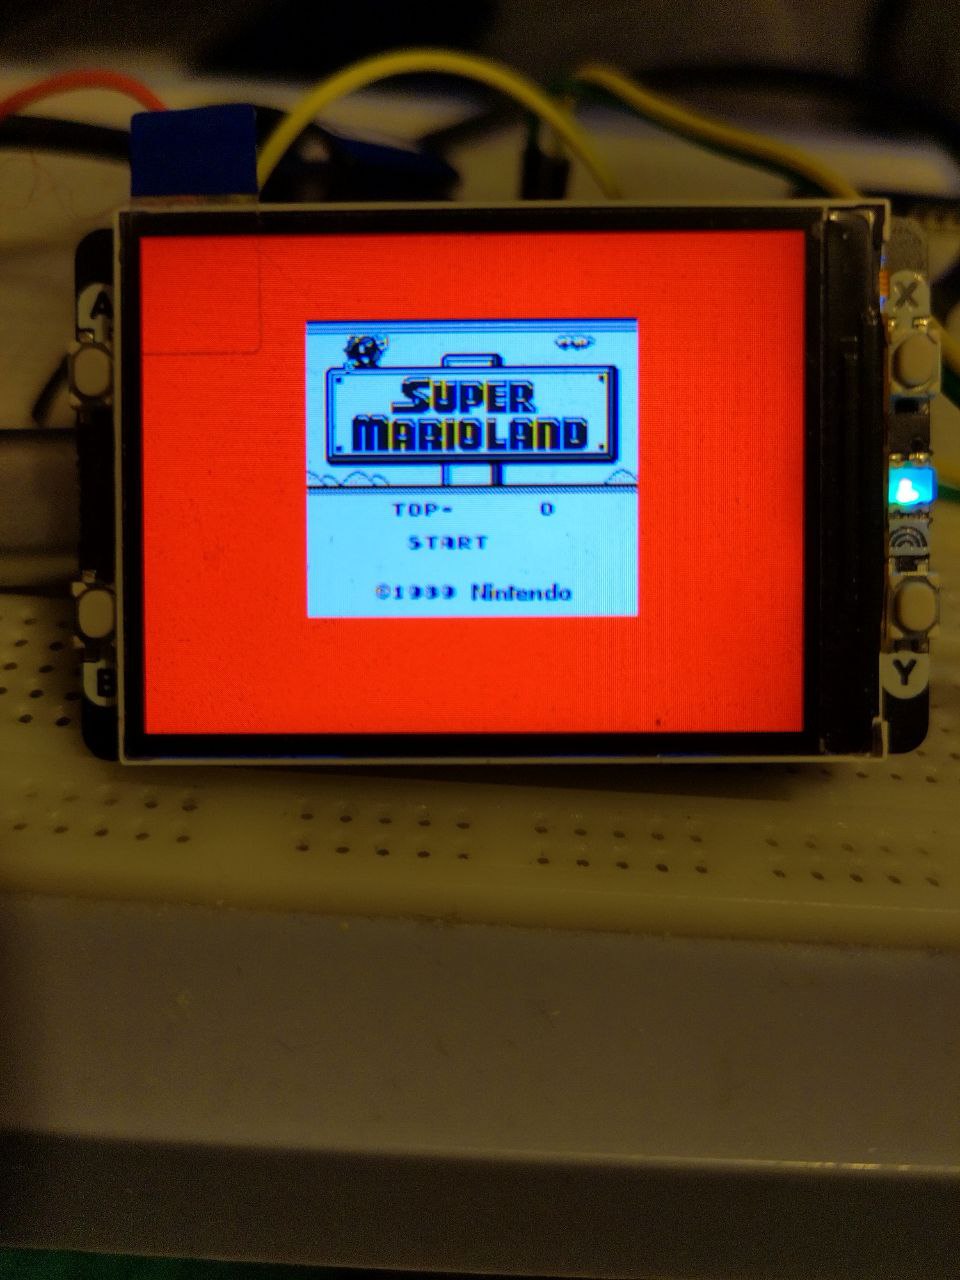 A
X
SUPER
MARIOLAND
TOP- 0
START
©1989 Nintendo
B
Y